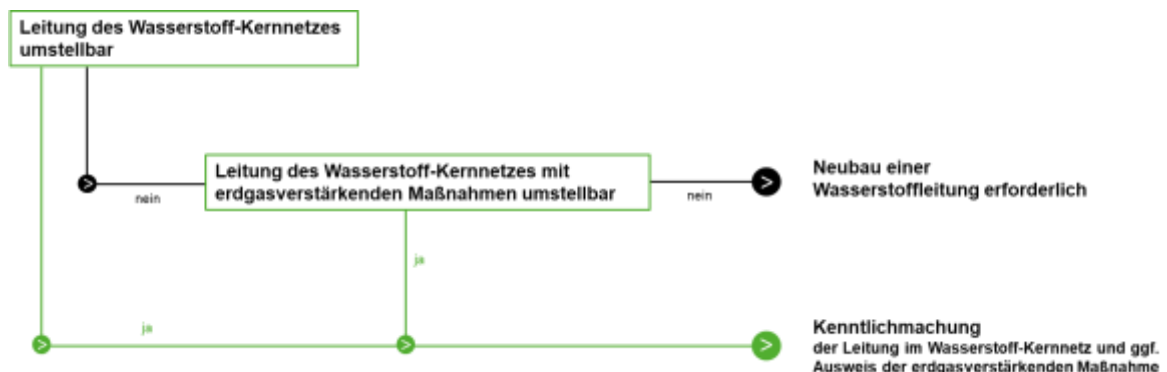 Leitung des Wasserstoff-Kernnetzes
umstellbar
Leitung des Wasserstoff-Kernnetzes mit
erdgasverstärkenden Maßnahmen umstellbar
nein
nein
Neubau einer
Wasserstoffleitung erforderlich
ja
ja
Kenntlichmachung
der Leitung im Wasserstoff-Kernnetz und ggf.
Ausweis der erdgasverstärkenden Maßnahme